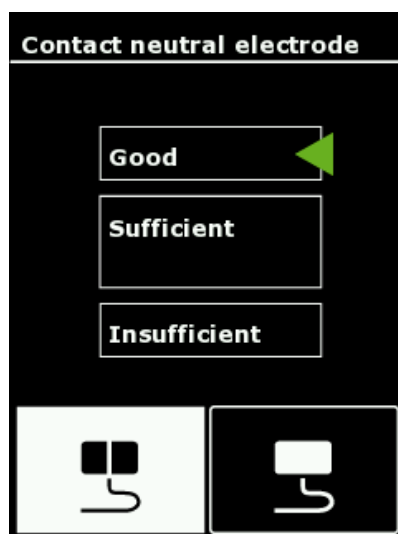 Contact neutral electrode
Good
Sufficient
Insufficient